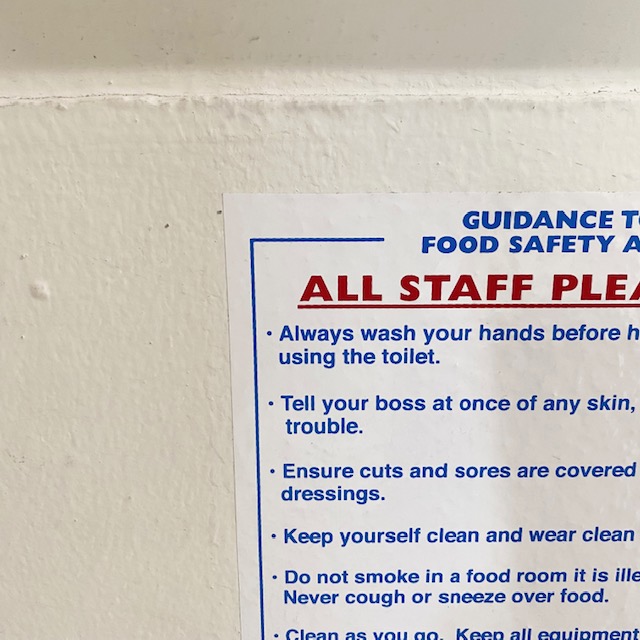 GUIDANCE
FOOD SAFETY
ALL STAFF
• Always wash your hands before
using the toilet.
• Tell your boss at once of any skin,
trouble.
• Ensure cuts and sores are covered
dressings.
• Keep yourself clean and wear clean
• Do not smoke in a food room it is
Never cough or sneeze over food.
• Clean as you go. Keep all equipment